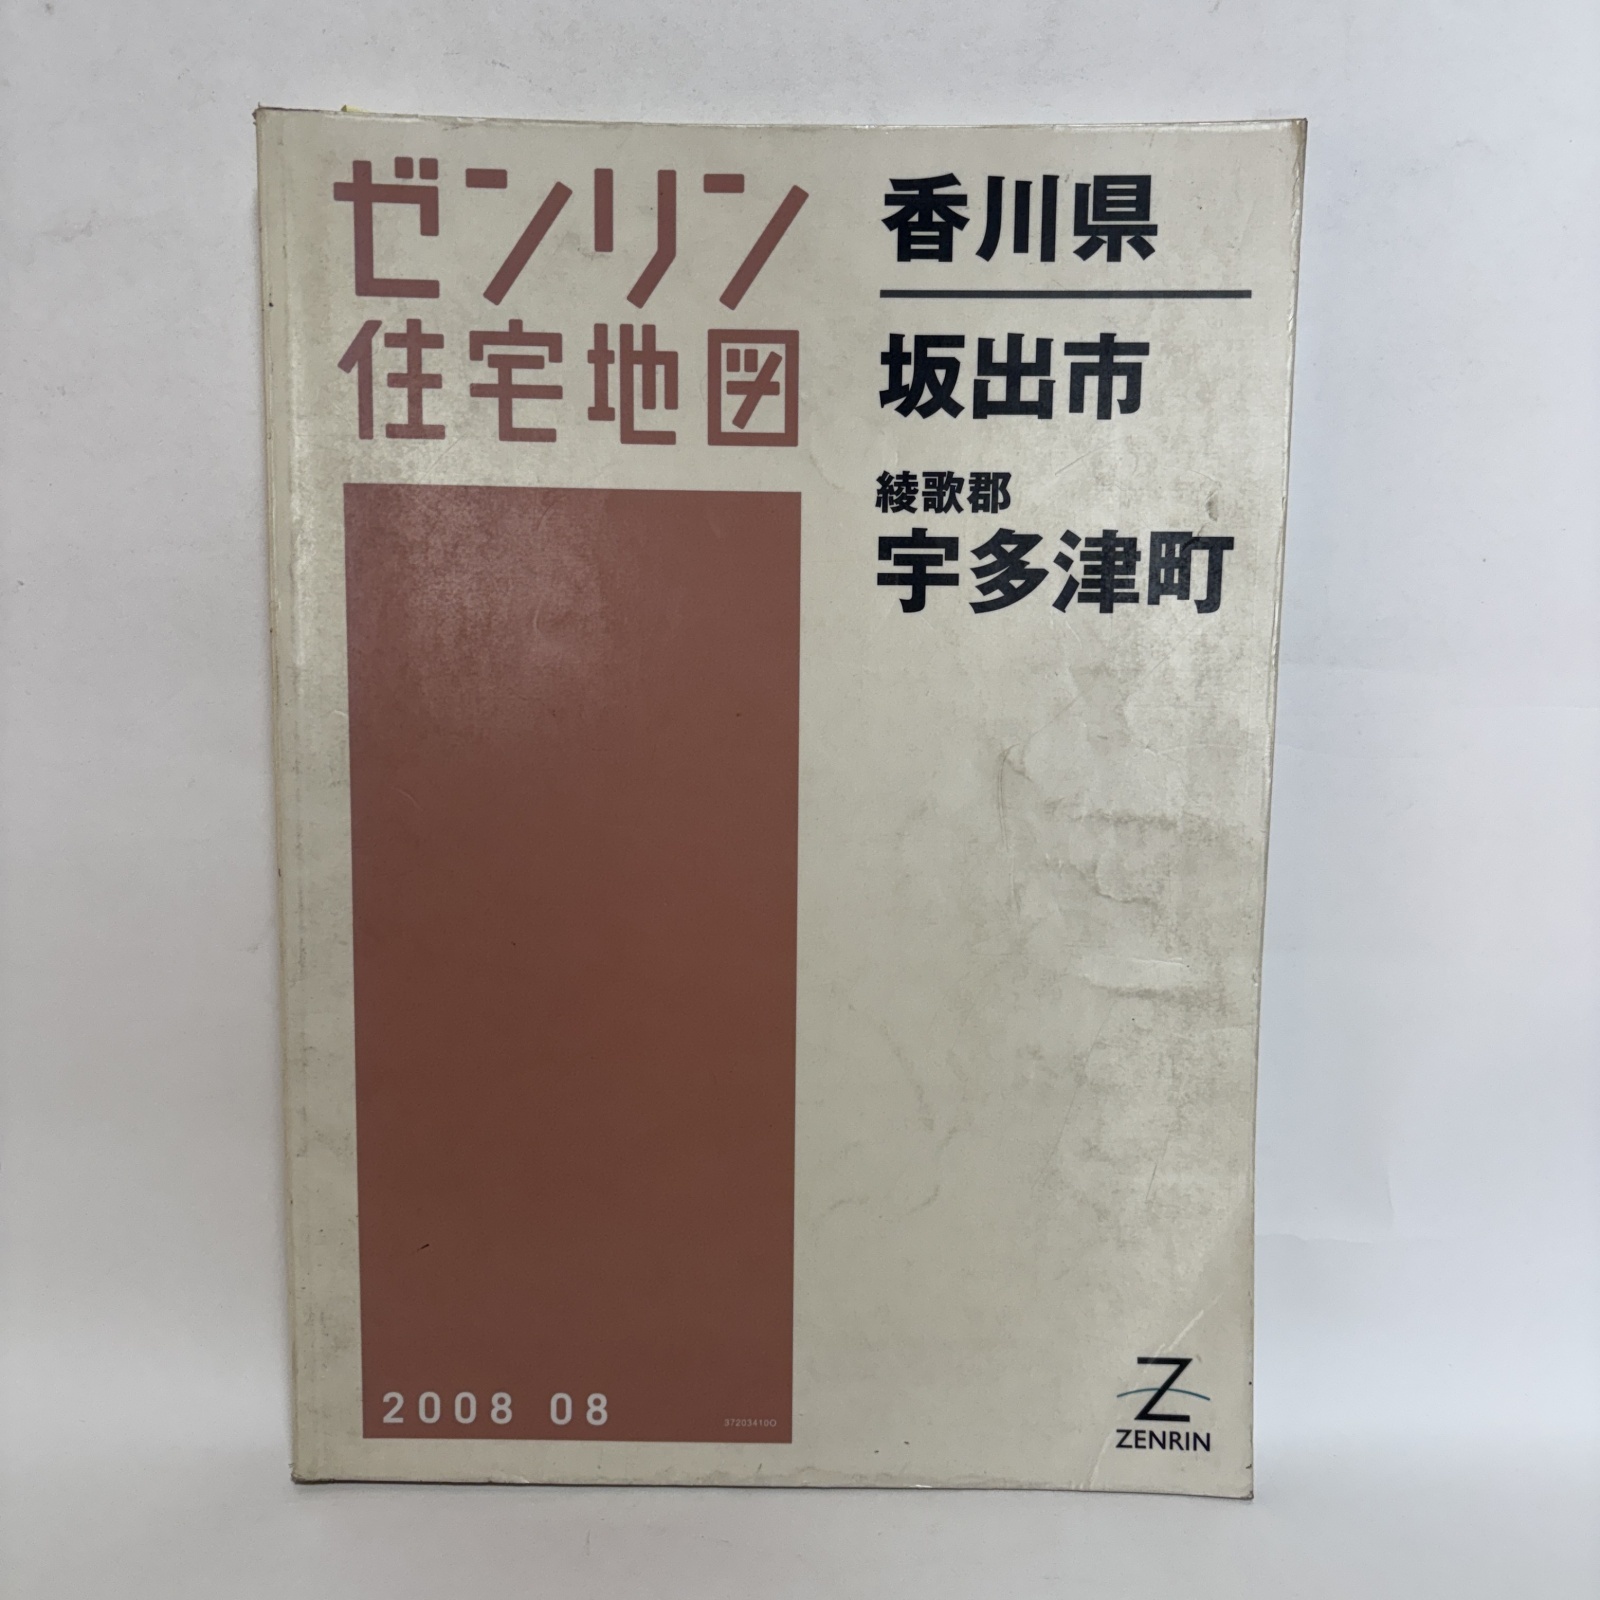 ゼンリン
住宅地図
香川県
坂出市
綾歌郡
宇多津町
2008 08
37203410O
Z
ZENRIN